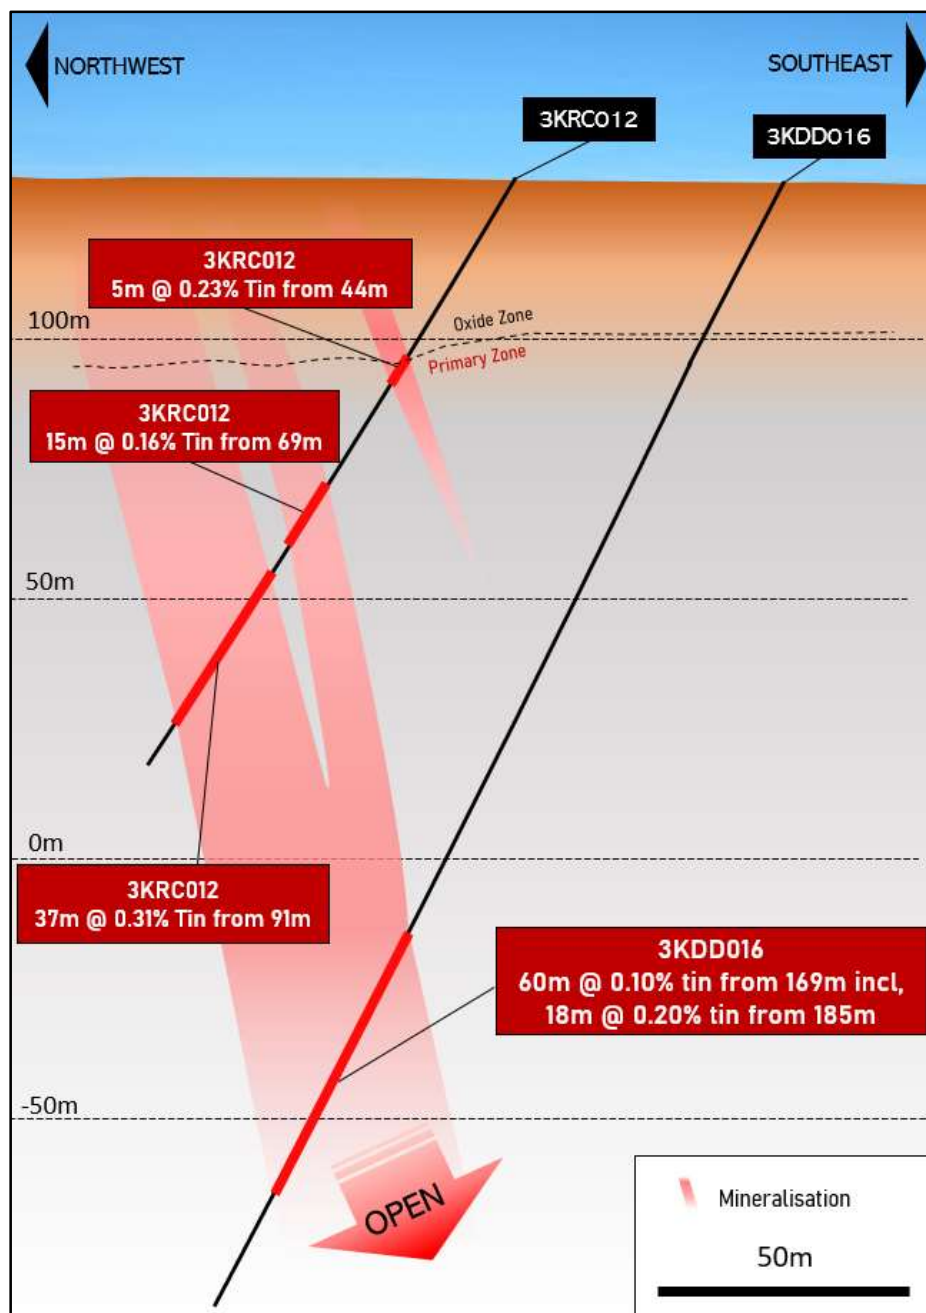 NORTHWEST
SOUTHEAST
3KRC012
3KDD016
3KRC012
5m @ 0.23% Tin from 44m
100m
Oxide Zone
Primary Zone
3KRC012
15m @ 0.16% Tin from 69m
50m
0m
3KRC012
37m @ 0.31% Tin from 91m
3KDD016
60m @ 0.10% tin from 169m incl,
18m @ 0.20% tin from 185m
-50m
OPEN
Mineralisation
50m